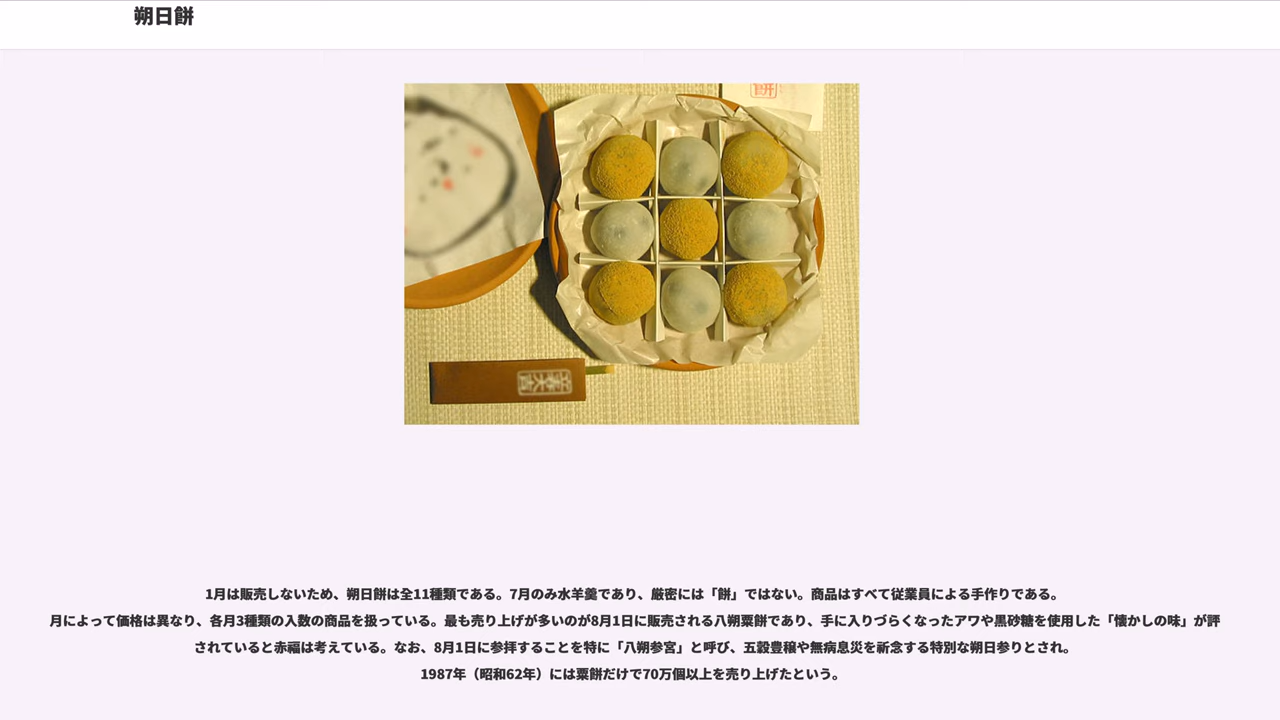 朔日餅
餅
立春大吉
1月は販売しないため、朔日餅は全11種類である。7月のみ水羊羹であり、厳密には「餅」ではない。商品はすべて従業員による手作りである。
月によって価格は異なり、各月3種類の入数の商品を扱っている。最も売り上げが多いのが8月1日に販売される八朔粟餅であり、手に入りづらくなったアワや黒砂糖を使用した「懐かしの味」が評
されていると赤福は考えている。なお、8月1日に参拝することを特に「八朔参宮」と呼び、五穀豊穣や無病息災を祈念する特別な朔日参りとされ。
1987年（昭和62年）には粟餅だけで70万個以上を売り上げたという。